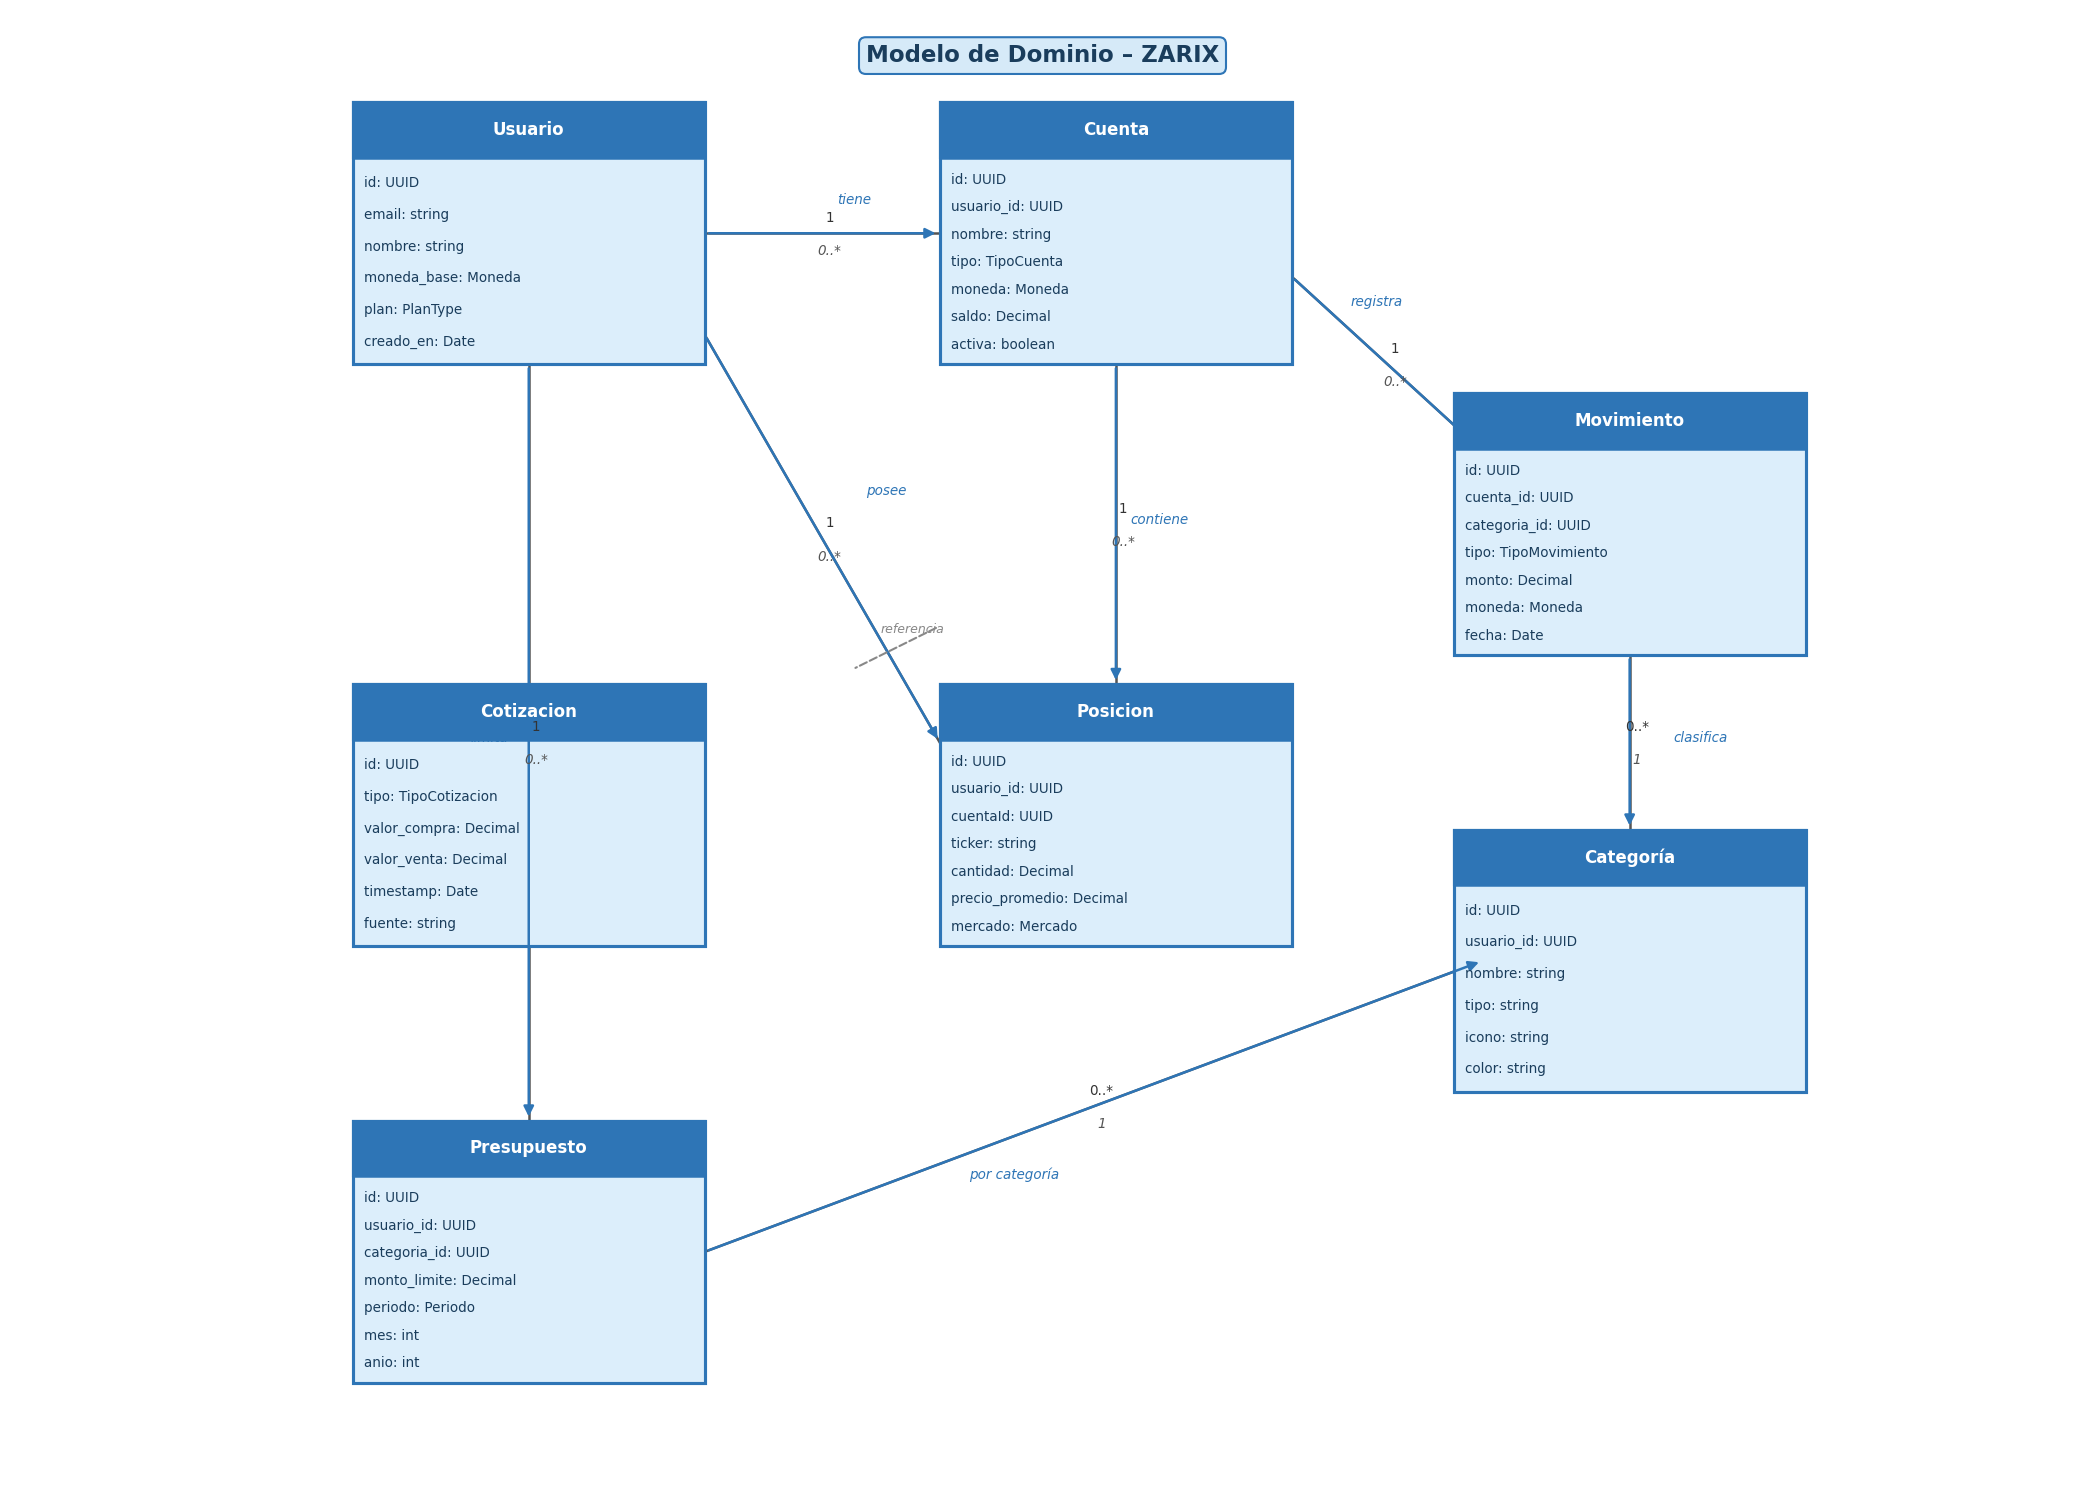 Modelo de Dominio – ZARIX
Usuario
id: UUID
email: string
nombre: string
moneda_base: Moneda
plan: PlanType
creado_en: Date
tiene
1
0..*
Cuenta
id: UUID
usuario_id: UUID
nombre: string
tipo: TipoCuenta
moneda: Moneda
saldo: Decimal
activa: boolean
registra
1
0..*
Movimiento
id: UUID
cuenta_id: UUID
categoria_id: UUID
tipo: TipoMovimiento
monto: Decimal
moneda: Moneda
fecha: Date
posee
1
0..*
1
contiene
0..*
referencia
Cotizacion
1
0..*
id: UUID
tipo: TipoCotizacion
valor_compra: Decimal
valor_venta: Decimal
timestamp: Date
fuente: string
Posicion
id: UUID
usuario_id: UUID
cuentaId: UUID
ticker: string
cantidad: Decimal
precio_promedio: Decimal
mercado: Mercado
0..*
clasifica
1
Categoría
id: UUID
usuario_id: UUID
nombre: string
tipo: string
icono: string
color: string
0..*
1
por categoría
Presupuesto
id: UUID
usuario_id: UUID
categoria_id: UUID
monto_limite: Decimal
periodo: Periodo
mes: int
anio: int